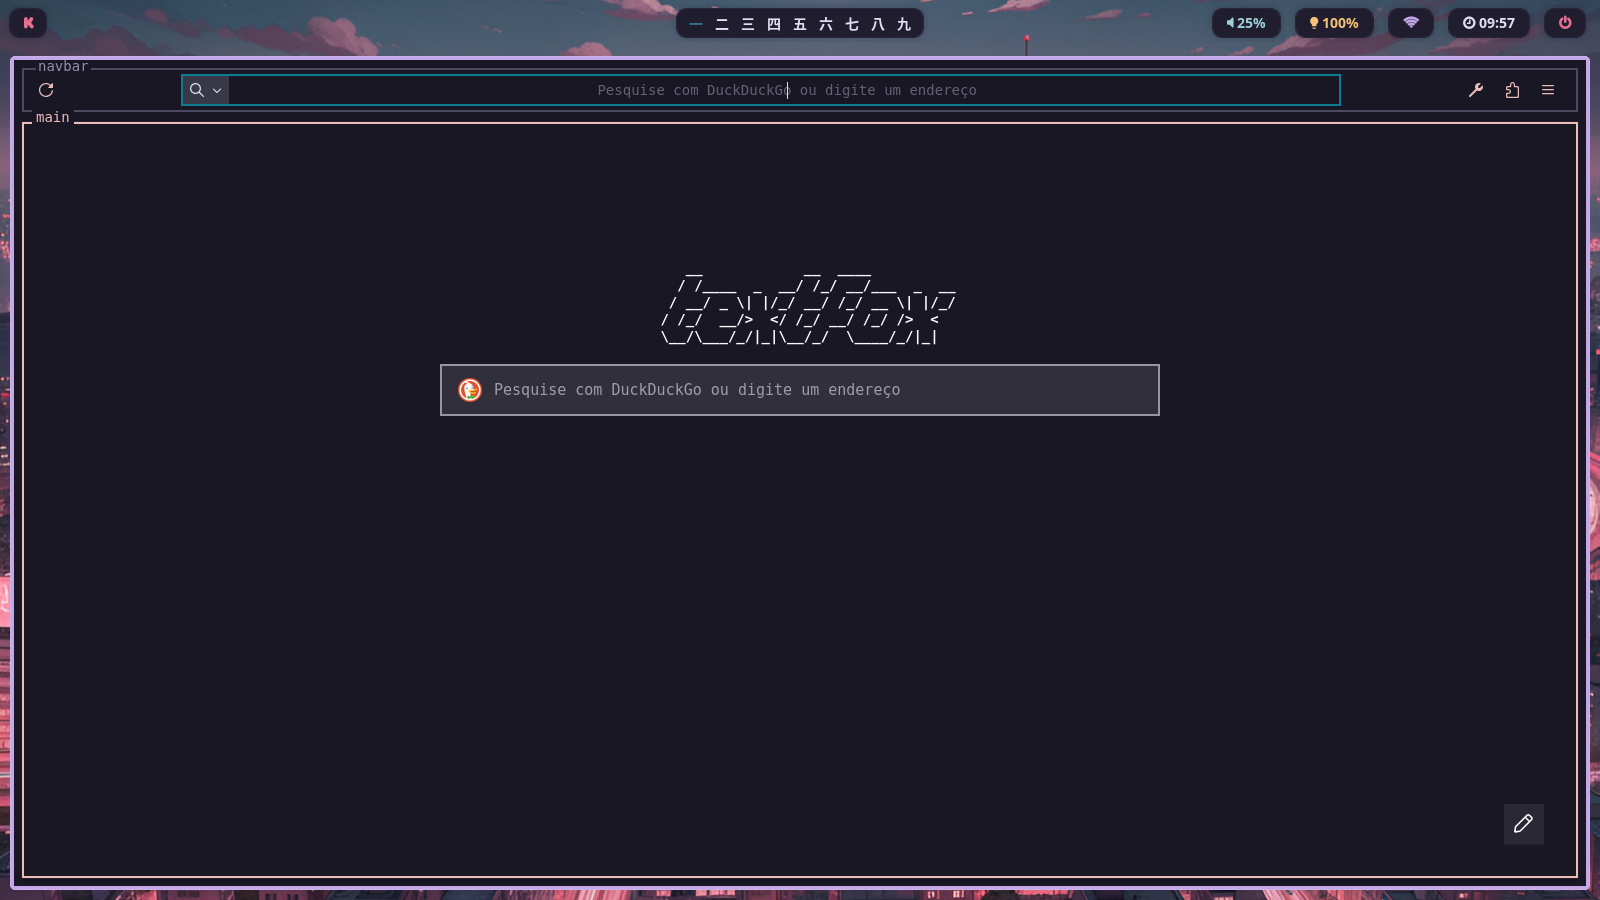 K
一 二 三 四 五 六 七 八 九
25%
100%
09:57
navbar
Pesquise com DuckDuckGo ou digite um endereço
main
textfox
Pesquise com DuckDuckGo ou digite um endereço